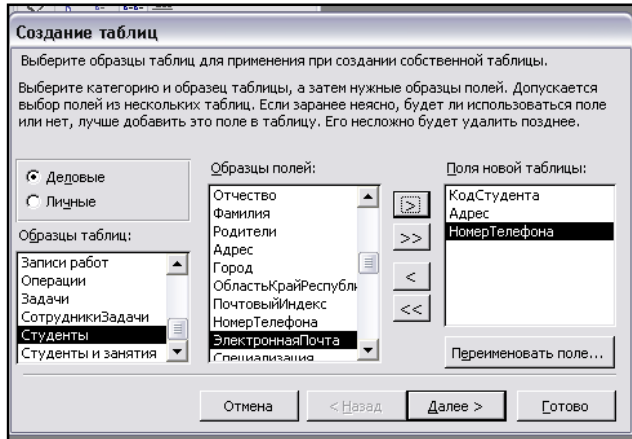 Создание таблиц
Выберите образцы таблиц для применения при создании собственной таблицы.
Выберите категорию и образец таблицы, а затем нужные образцы полей. Допускается
выбор полей из нескольких таблиц. Если заранее неясно, будет ли использоваться поле
или нет, лучше добавить это поле в таблицу. Его несложно будет удалить позднее.
Деловые
Личные
Образцы таблиц:
Записи работ
Операции
Задачи
СотрудникиЗадачи
Студенты
Студенты и занятия
Образцы полей:
Отчество
Фамилия
Родители
Адрес
Город
ОбластьКрайРеспубли
ПочтовыйИндекс
НомерТелефона
ЭлектроннаяПочта
Специализация
>
>>
<
<<
Поля новой таблицы:
КодСтудента
Адрес
НомерТелефона
Переименовать поле...
Отмена
< Назад
Далее >
Готово